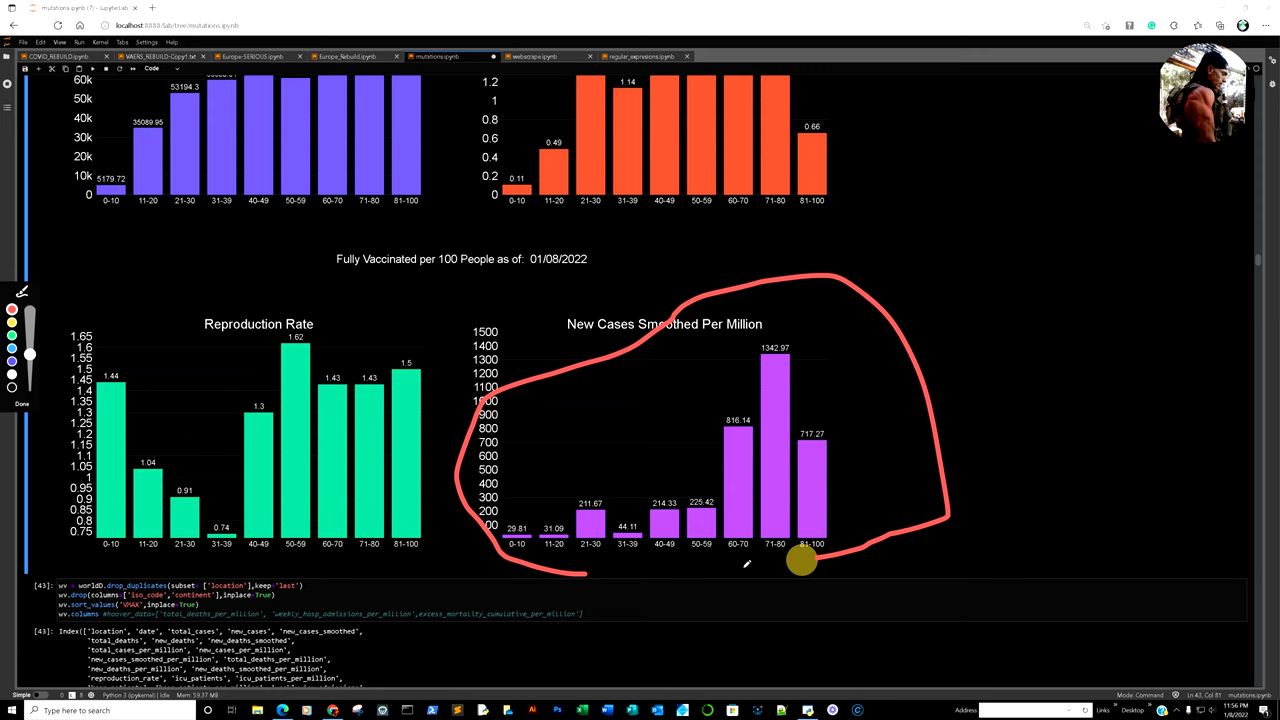 mutations.ipynb (7) - JupyterLab
localhost:8888/lab/tree/mutations.ipynb
File Edit View Run Kernel Tabs Settings Help
COVID_REBUILD.ipynb VAERS_REBUILD-Copy1.txt Europe-SERIOUS.ipynb Europe_Rebuild.ipynb mutations.ipynb webscrape.ipynb regular_expresions.ipynb
Code
60k
50k
40k
30k
20k
10k
0
5179.72
35089.95
53194.3
0-10 11-20 21-30 31-39 40-49 50-59 60-70 71-80 81-100
1.2
1
0.8
0.6
0.4
0.2
0
0.11
0.49
1.14
0.66
0-10 11-20 21-30 31-39 40-49 50-59 60-70 71-80 81-100
Fully Vaccinated per 100 People as of: 01/08/2022
Reproduction Rate
1.65
1.6
1.55
1.5
1.45
1.4
1.35
1.3
1.25
1.2
1.15
1.1
1.05
1
0.95
0.9
0.85
0.8
0.75
1.44
1.04
0.91
0.74
1.3
1.62
1.43
1.43
1.5
0-10 11-20 21-30 31-39 40-49 50-59 60-70 71-80 81-100
New Cases Smoothed Per Million
1500
1400
1300
1200
1100
1000
900
800
700
600
500
400
300
200
29.81
31.09
211.67
44.11
214.33
225.42
816.14
1342.97
717.27
0-10 11-20 21-30 31-39 40-49 50-59 60-70 71-80 81-100
Done
[43]: wv = worldD.drop_duplicates(subset= ['location'],keep='last')
wv.drop(columns=['iso_code','continent'],inplace=True)
wv.sort_values('VMAX',inplace=True)
wv.columns #hoover_data=['total_deaths_per_million', 'weekly_hosp_admissions_per_million',excess_mortality_cumulative_per_million']
[43]: Index(['location', 'date', 'total_cases', 'new_cases', 'new_cases_smoothed',
'total_deaths', 'new_deaths', 'new_deaths_smoothed',
'total_cases_per_million', 'new_cases_per_million',
'new_cases_smoothed_per_million', 'total_deaths_per_million',
'new_deaths_per_million', 'new_deaths_smoothed_per_million',
'reproduction_rate', 'icu_patients', 'icu_patients_per_million',
Simple 0 8 Python 3 (ipykernel) | Idle Mem: 59.37 MB Mode: Command Ln 43, Col 81 mutations.ipynb
Type here to search Address Links Desktop 11:56 PM
1/8/2022